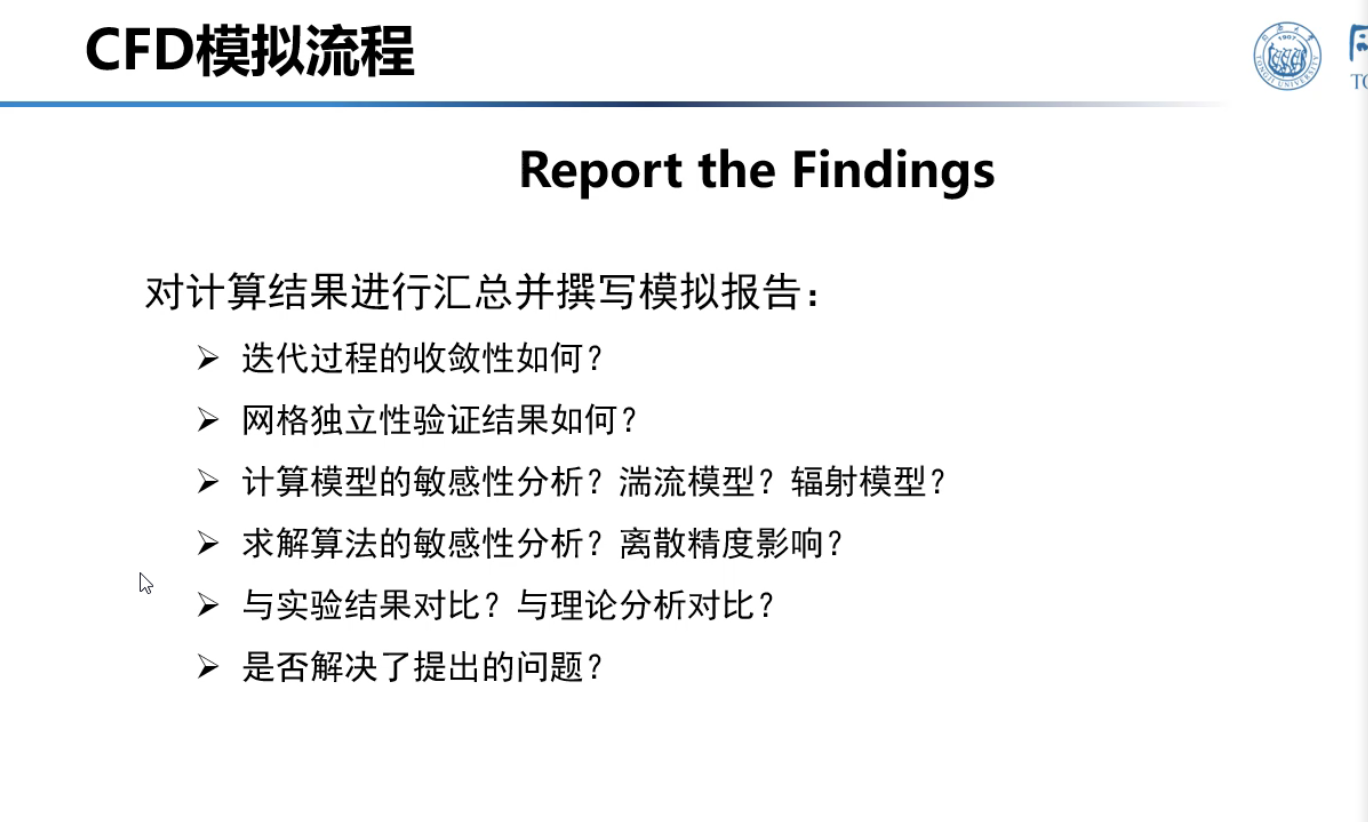 CFD模拟流程
1907
TONGJI UNIVERSITY
Report the Findings
对计算结果进行汇总并撰写模拟报告：
➢ 迭代过程的收敛性如何？
➢ 网格独立性验证结果如何？
➢ 计算模型的敏感性分析？湍流模型？辐射模型？
➢ 求解算法的敏感性分析？离散精度影响？
➢ 与实验结果对比？与理论分析对比？
➢ 是否解决了提出的问题？